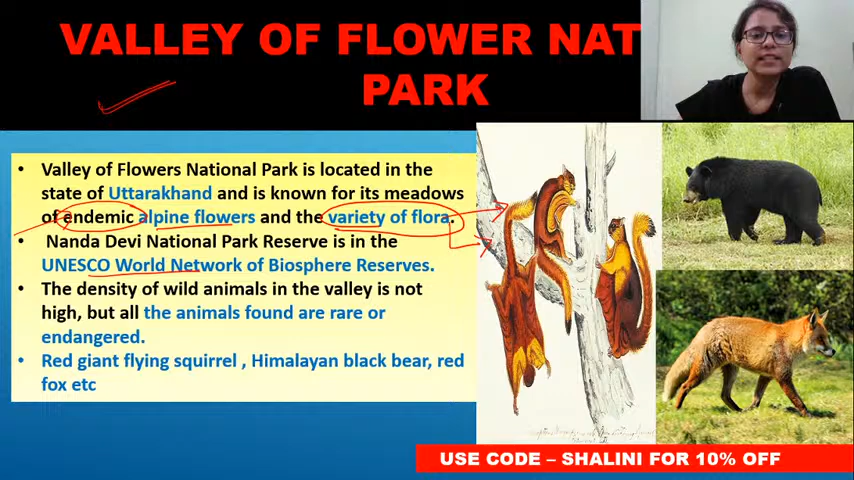 VALLEY OF FLOWER NAT
PARK
• Valley of Flowers National Park is located in the
state of Uttarakhand and is known for its meadows
of endemic alpine flowers and the variety of flora.
• Nanda Devi National Park Reserve is in the
UNESCO World Network of Biosphere Reserves.
• The density of wild animals in the valley is not
high, but all the animals found are rare or
endangered.
• Red giant flying squirrel , Himalayan black bear, red
fox etc
USE CODE – SHALINI FOR 10% OFF